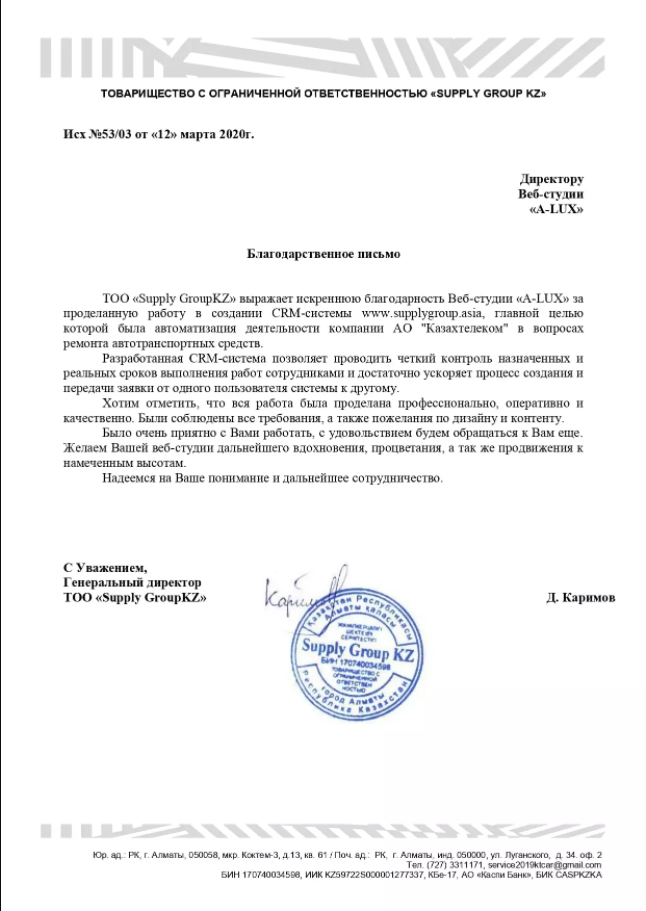 ТОВАРИЩЕСТВО С ОГРАНИЧЕННОЙ ОТВЕТСТВЕННОСТЬЮ «SUPPLY GROUP KZ»
Исх №53/03 от «12» марта 2020г.
Директору
Веб-студии
«A-LUX»
Благодарственное письмо
ТОО «Supply GroupKZ» выражает искреннюю благодарность Веб-студии «A-LUX» за
проделанную работу в создании CRM-системы www.supplygroup.asia, главной целью
которой была автоматизация деятельности компании АО "Казахтелеком" в вопросах
ремонта автотранспортных средств.
Разработанная CRM-система позволяет проводить четкий контроль назначенных и
реальных сроков выполнения работ сотрудниками и достаточно ускоряет процесс создания и
передачи заявки от одного пользователя системы к другому.
Хотим отметить, что вся работа была проделана профессионально, оперативно и
качественно. Были соблюдены все требования, а также пожелания по дизайну и контенту.
Было очень приятно с Вами работать, с удовольствием будем обращаться к Вам еще.
Желаем Вашей веб-студии дальнейшего вдохновения, процветания, а так же продвижения к
намеченным высотам.
Надеемся на Ваше понимание и дальнейшее сотрудничество.
С Уважением,
Генеральный директор
ТОО «Supply GroupKZ»
Д. Каримов
Қазақстан Республикасы
Алматы қаласы
ЖАУАПКЕРШІЛІГІ
ШЕКТЕУЛІ
СЕРІКТЕСТІГІ
Supply Group KZ
БИН 170740034598
ТОВАРИЩЕСТВО С
ОГРАНИЧЕННОЙ
ОТВЕТСТВЕН
НОСТЬЮ
город Алматы
Республика Казахстан
Юр. ад.: РК, г. Алматы, 050058, мкр. Коктем-3, д.13, кв. 61 / Поч. ад.: РК, г. Алматы, инд. 050000, ул. Луганского, д. 34. оф. 2
Тел. (727) 3311171, service2019ktcar@gmail.com
БИН 170740034598, ИИК KZ59722S000001277337, КБе-17, АО «Каспи Банк», БИК CASPKZKA